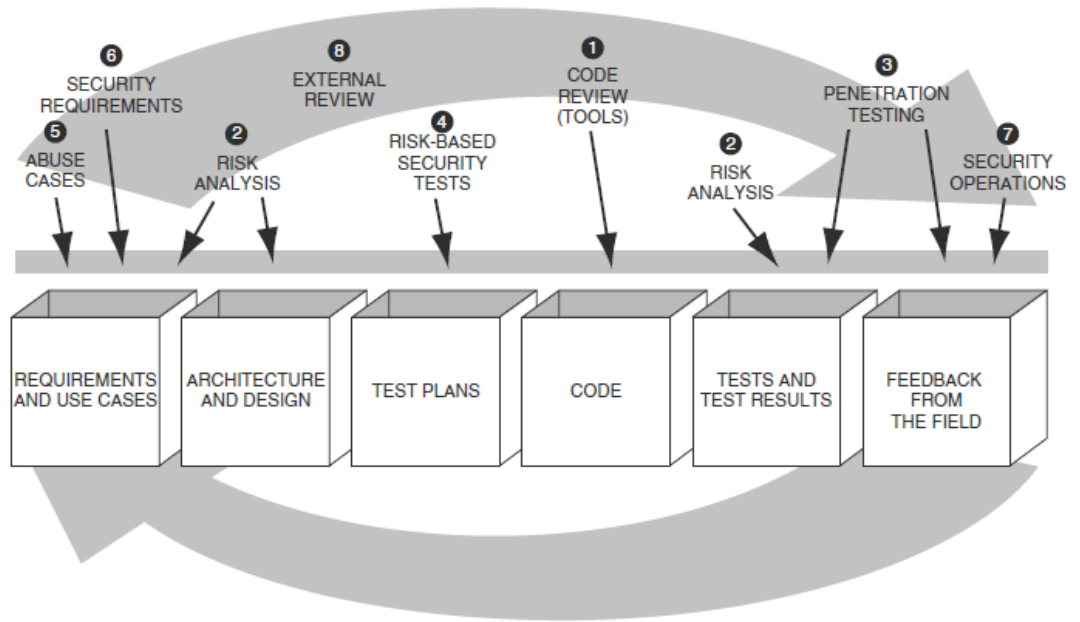 6
SECURITY
REQUIREMENTS
5
ABUSE
CASES
2
RISK
ANALYSIS
8
EXTERNAL
REVIEW
4
RISK-BASED
SECURITY
TESTS
1
CODE
REVIEW
(TOOLS)
2
RISK
ANALYSIS
3
PENETRATION
TESTING
7
SECURITY
OPERATIONS
REQUIREMENTS
AND USE CASES
ARCHITECTURE
AND DESIGN
TEST PLANS
CODE
TESTS AND
TEST RESULTS
FEEDBACK
FROM
THE FIELD